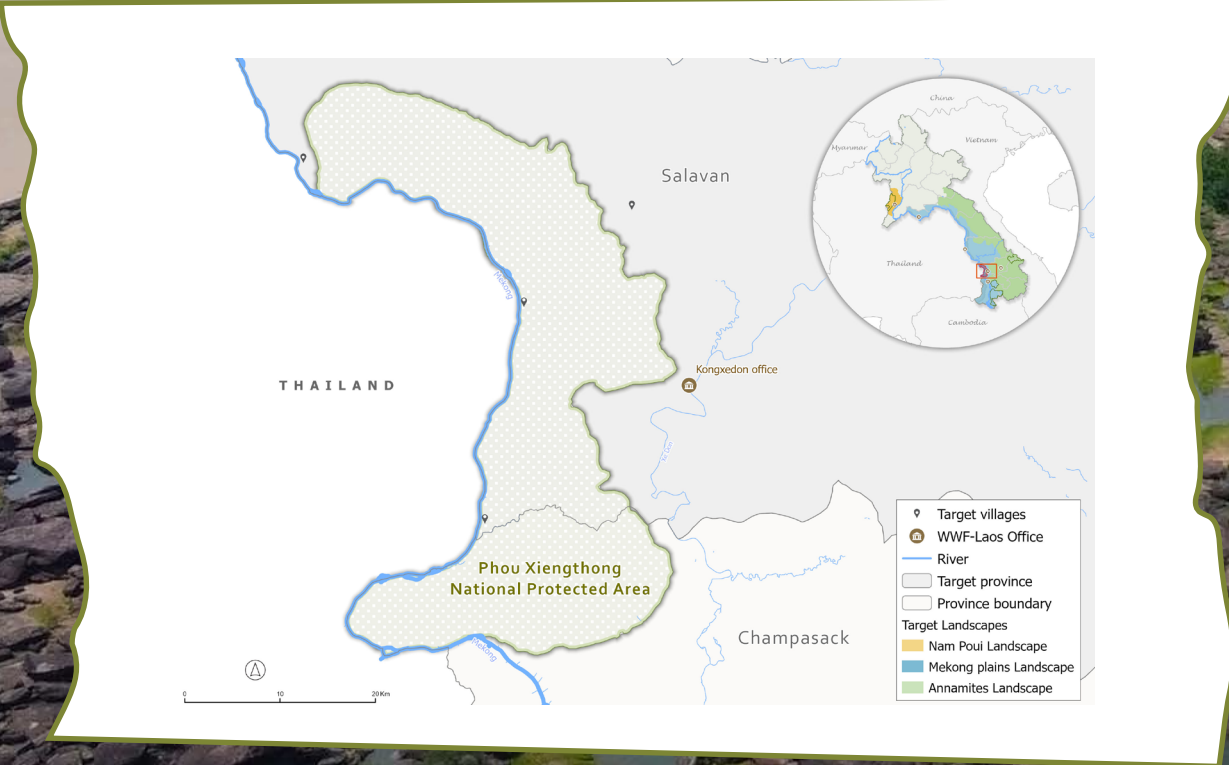 China
Vietnam
Myanmar
Thailand
Cambodia
Salavan
Mekong
THAILAND
Kongxedon office
Phou Xiengthong
National Protected Area
Champasack
Mekong
0 10 20Km
Target villages
WWF-Laos Office
River
Target province
Province boundary
Target Landscapes
Nam Poui Landscape
Mekong plains Landscape
Annamites Landscape